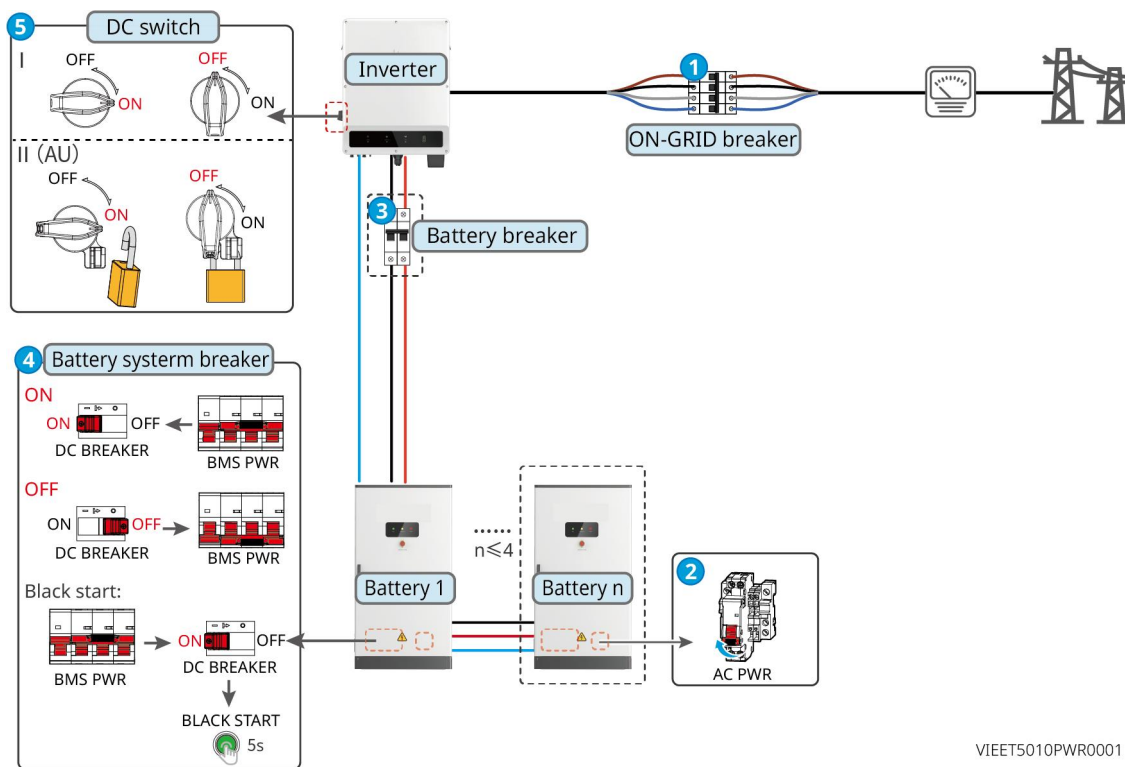 5
DC switch
I
OFF
ON
OFF
ON
II (AU)
OFF
ON
OFF
ON
Inverter
1
ON-GRID breaker
3
Battery breaker
4
Battery systerm breaker
ON
ON
OFF
DC BREAKER
BMS PWR
OFF
ON
OFF
DC BREAKER
BMS PWR
Black start:
BMS PWR
ON
OFF
DC BREAKER
BLACK START
5s
Battery 1
······
n≤4
Battery n
2
AC PWR
VIEET5010PWR0001